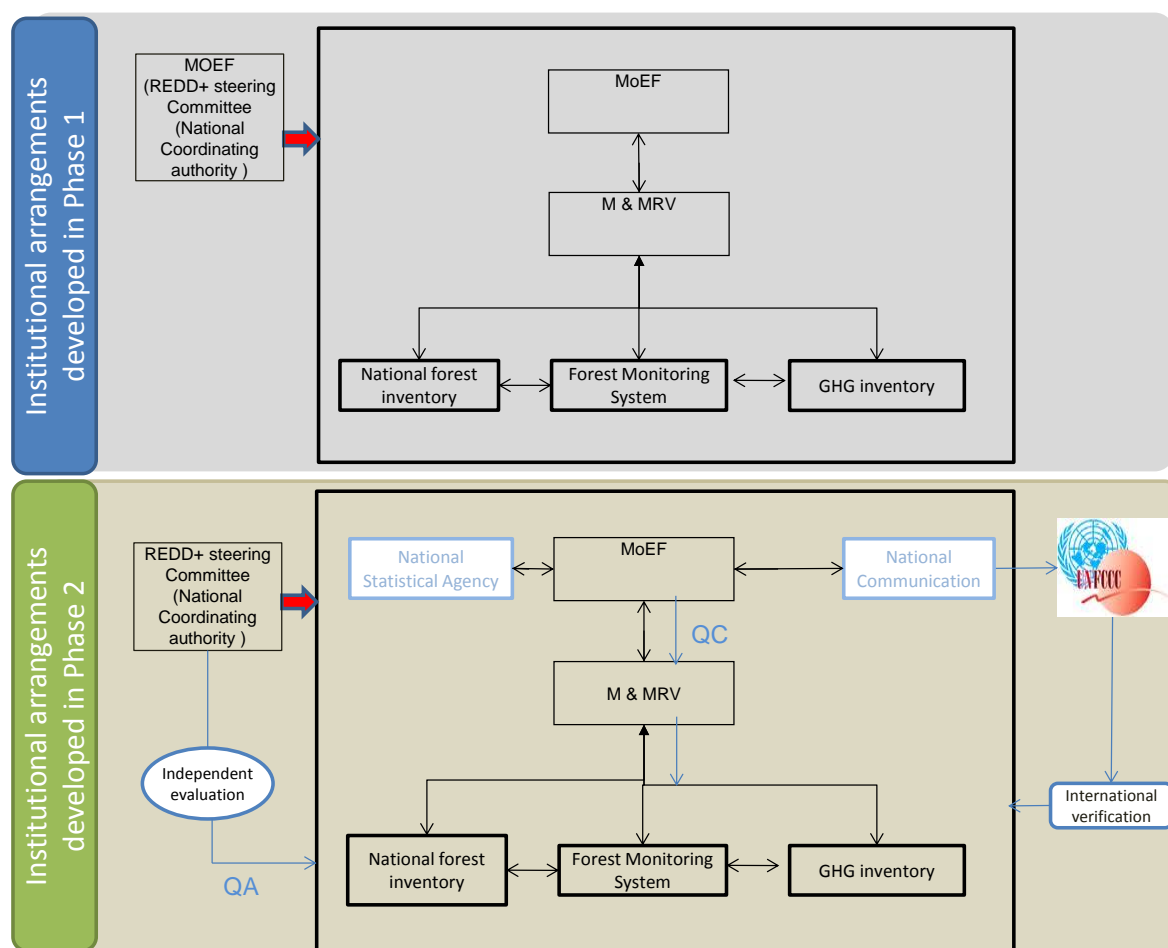 Institutional arrangements
developed in Phase 1
MOEF
(REDD+ steering
Committee
(National
Coordinating
authority )
MoEF
M & MRV
National forest
inventory
Forest Monitoring
System
GHG inventory
Institutional arrangements
developed in Phase 2
REDD+ steering
Committee
(National
Coordinating
authority )
National
Statistical Agency
MoEF
National
Communication
UNFCCC
QC
M & MRV
Independent
evaluation
International
verification
National forest
inventory
Forest Monitoring
System
GHG inventory
QA